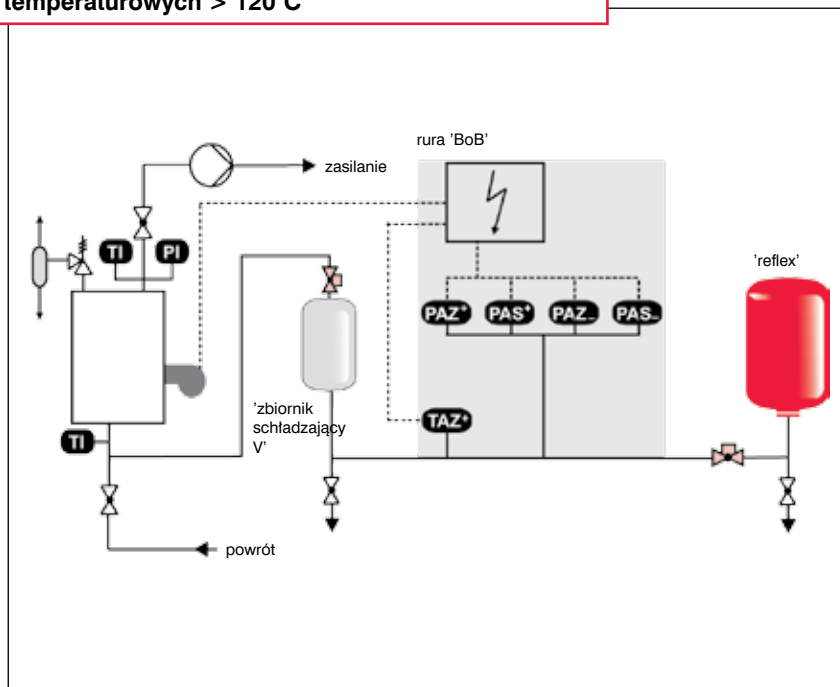 temperaturowych > 120°C
rura 'BoB'
zasilanie
TI
PI
'reflex'
PAZ+
PAS+
PAZ–
PAS–
'zbiornik
schładzający
V'
TAZ+
TI
powrót